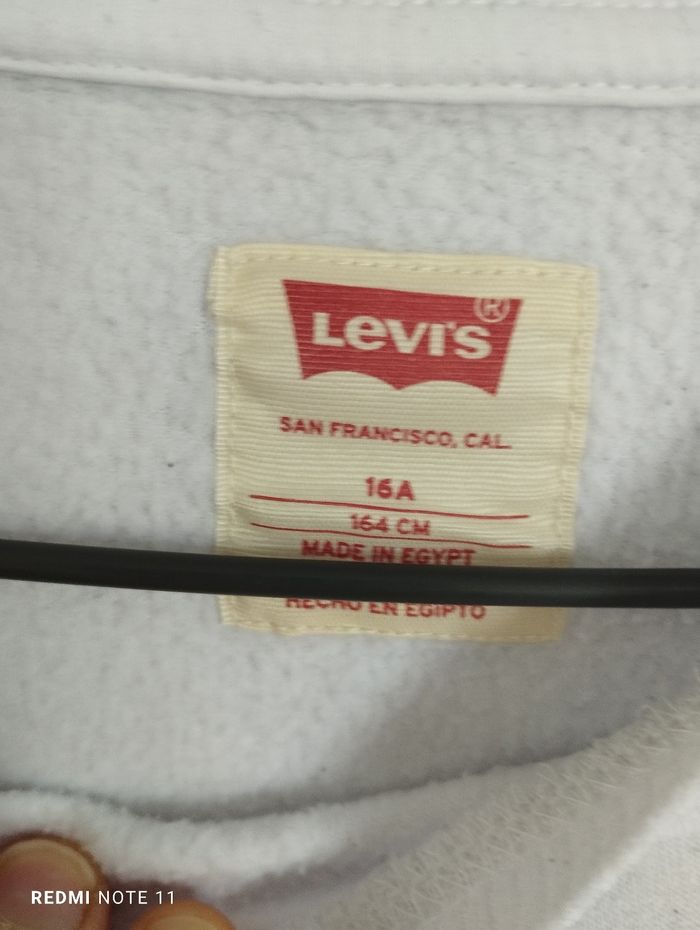 LEVI'S ®
SAN FRANCISCO, CAL.
16A
164 CM
MADE IN EGYPT
HECHO EN EGIPTO
REDMI NOTE 11